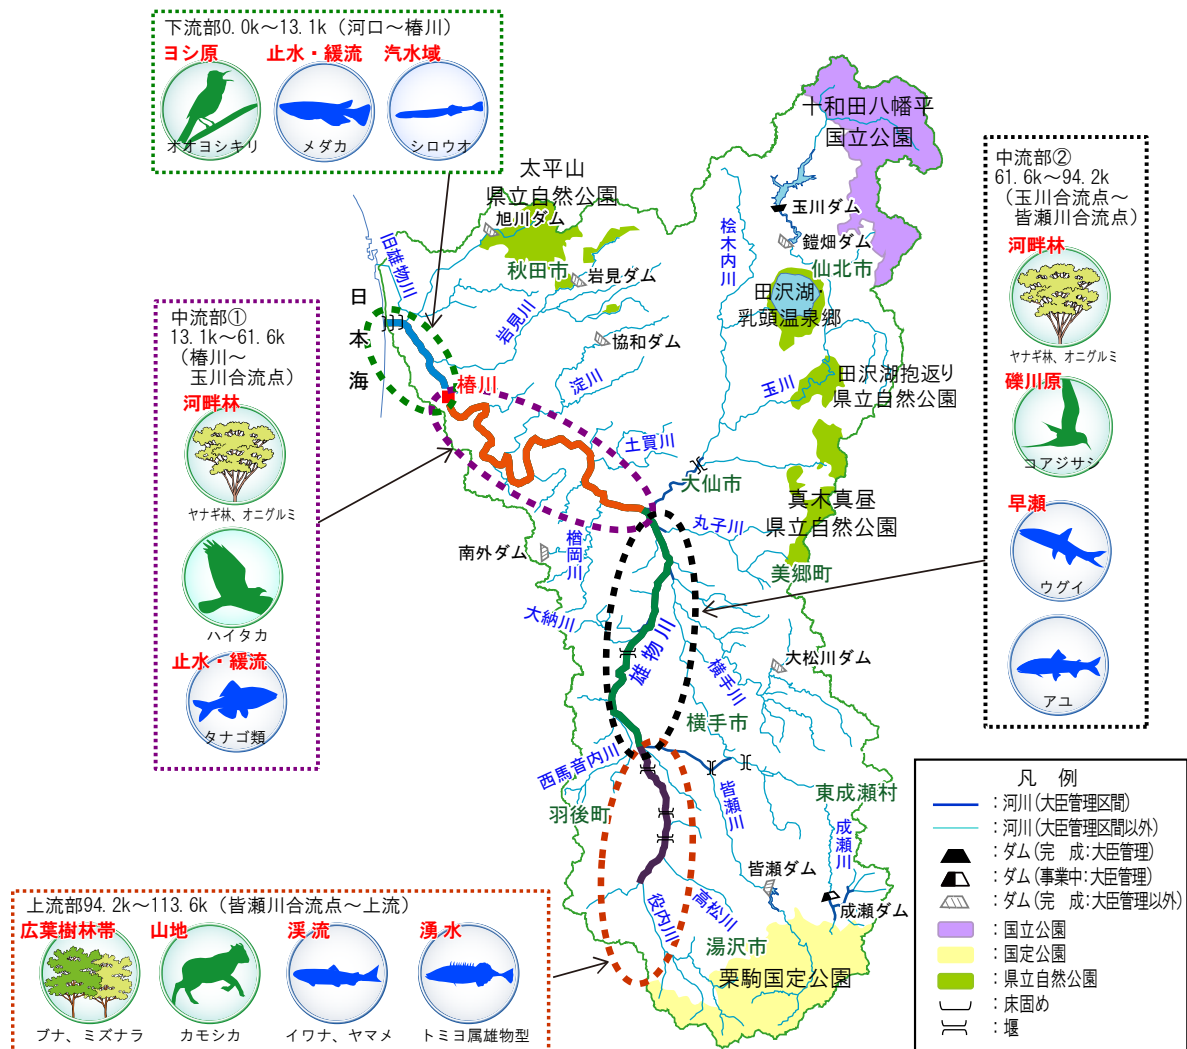 下流部0.0k～13.1k（河口～椿川）
ヨシ原
止水・緩流
汽水域
オオヨシキリ
メダカ
シロウオ
中流部①
13.1k～61.6k
（椿川～
玉川合流点）
河畔林
ヤナギ林、オニグルミ
ハイタカ
止水・緩流
タナゴ類
中流部②
61.6k～94.2k
（玉川合流点～
皆瀬川合流点）
河畔林
ヤナギ林、オニグルミ
礫川原
コアジサシ
早瀬
ウグイ
アユ
上流部94.2k～113.6k（皆瀬川合流点～上流）
広葉樹林帯
山地
渓流
湧水
ブナ、ミズナラ
カモシカ
イワナ、ヤマメ
トミヨ属雄物型
十和田八幡平
国立公園
太平山
県立自然公園
旭川ダム
秋田市
岩見ダム
旧雄物川
日本海
岩見川
協和ダム
淀川
椿川
玉川ダム
鎧畑ダム
仙北市
桧木内川
田沢湖・
乳頭温泉郷
田沢湖抱返り
県立自然公園
玉川
土買川
大仙市
真木真昼
県立自然公園
丸子川
美郷町
楢岡川
南外ダム
大納川
雄物川
横手川
大松川ダム
横手市
西馬音内川
羽後町
皆瀬川
東成瀬村
成瀬川
皆瀬ダム
成瀬ダム
役内川
高松川
湯沢市
栗駒国定公園
凡　例
：河川(大臣管理区間)
：河川(大臣管理区間以外)
：ダム(完　成:大臣管理)
：ダム(事業中:大臣管理)
：ダム(完　成:大臣管理以外)
：国立公園
：国定公園
：県立自然公園
：床固め
：堰